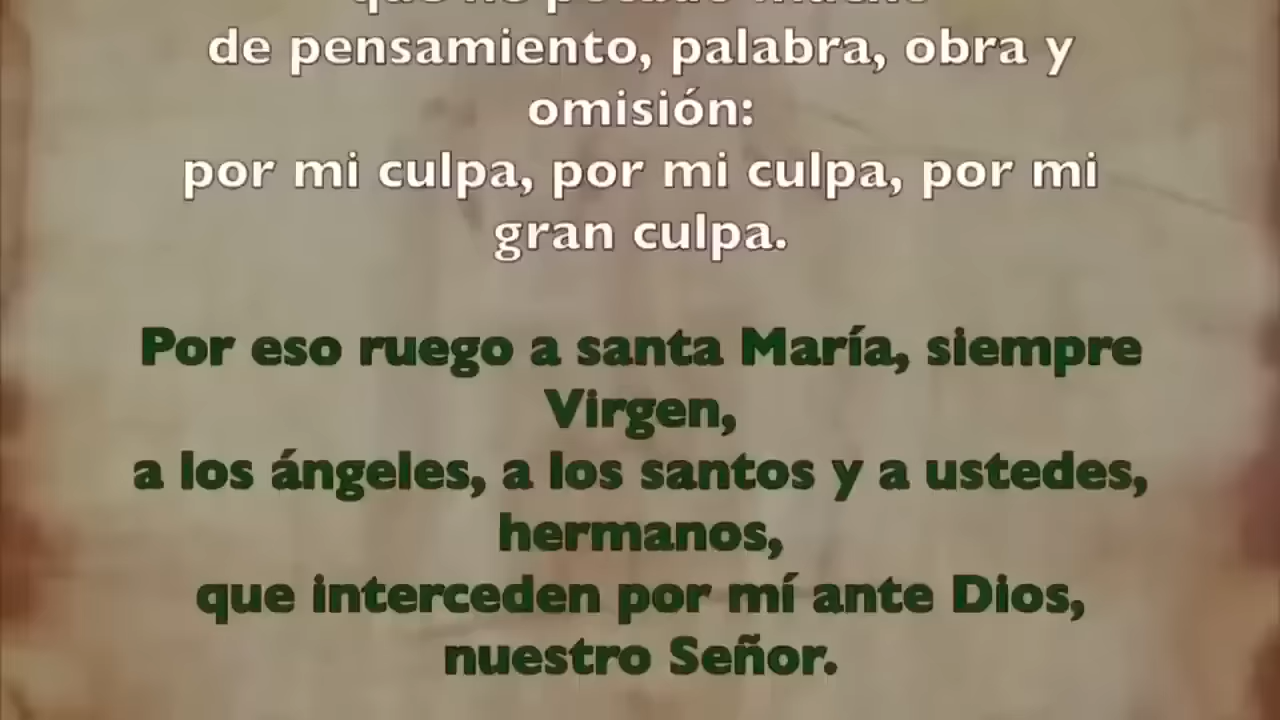 de pensamiento, palabra, obra y
omisión:
por mi culpa, por mi culpa, por mi
gran culpa.
Por eso ruego a santa María, siempre
Virgen,
a los ángeles, a los santos y a ustedes,
hermanos,
que interceden por mí ante Dios,
nuestro Señor.